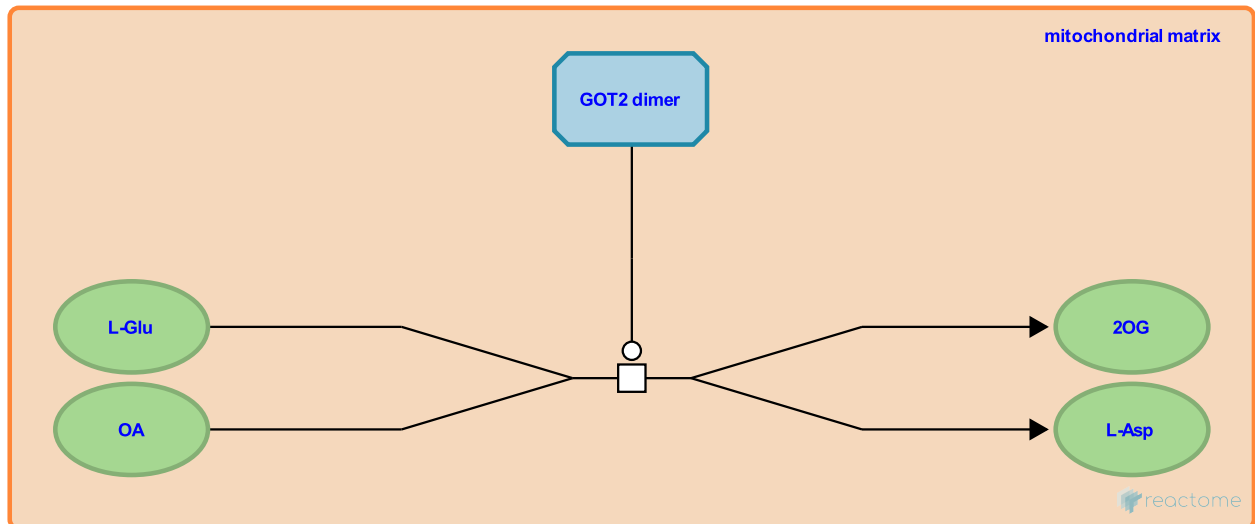 mitochondrial matrix
GOT2 dimer
L-Glu
2OG
OA
L-Asp
reactome